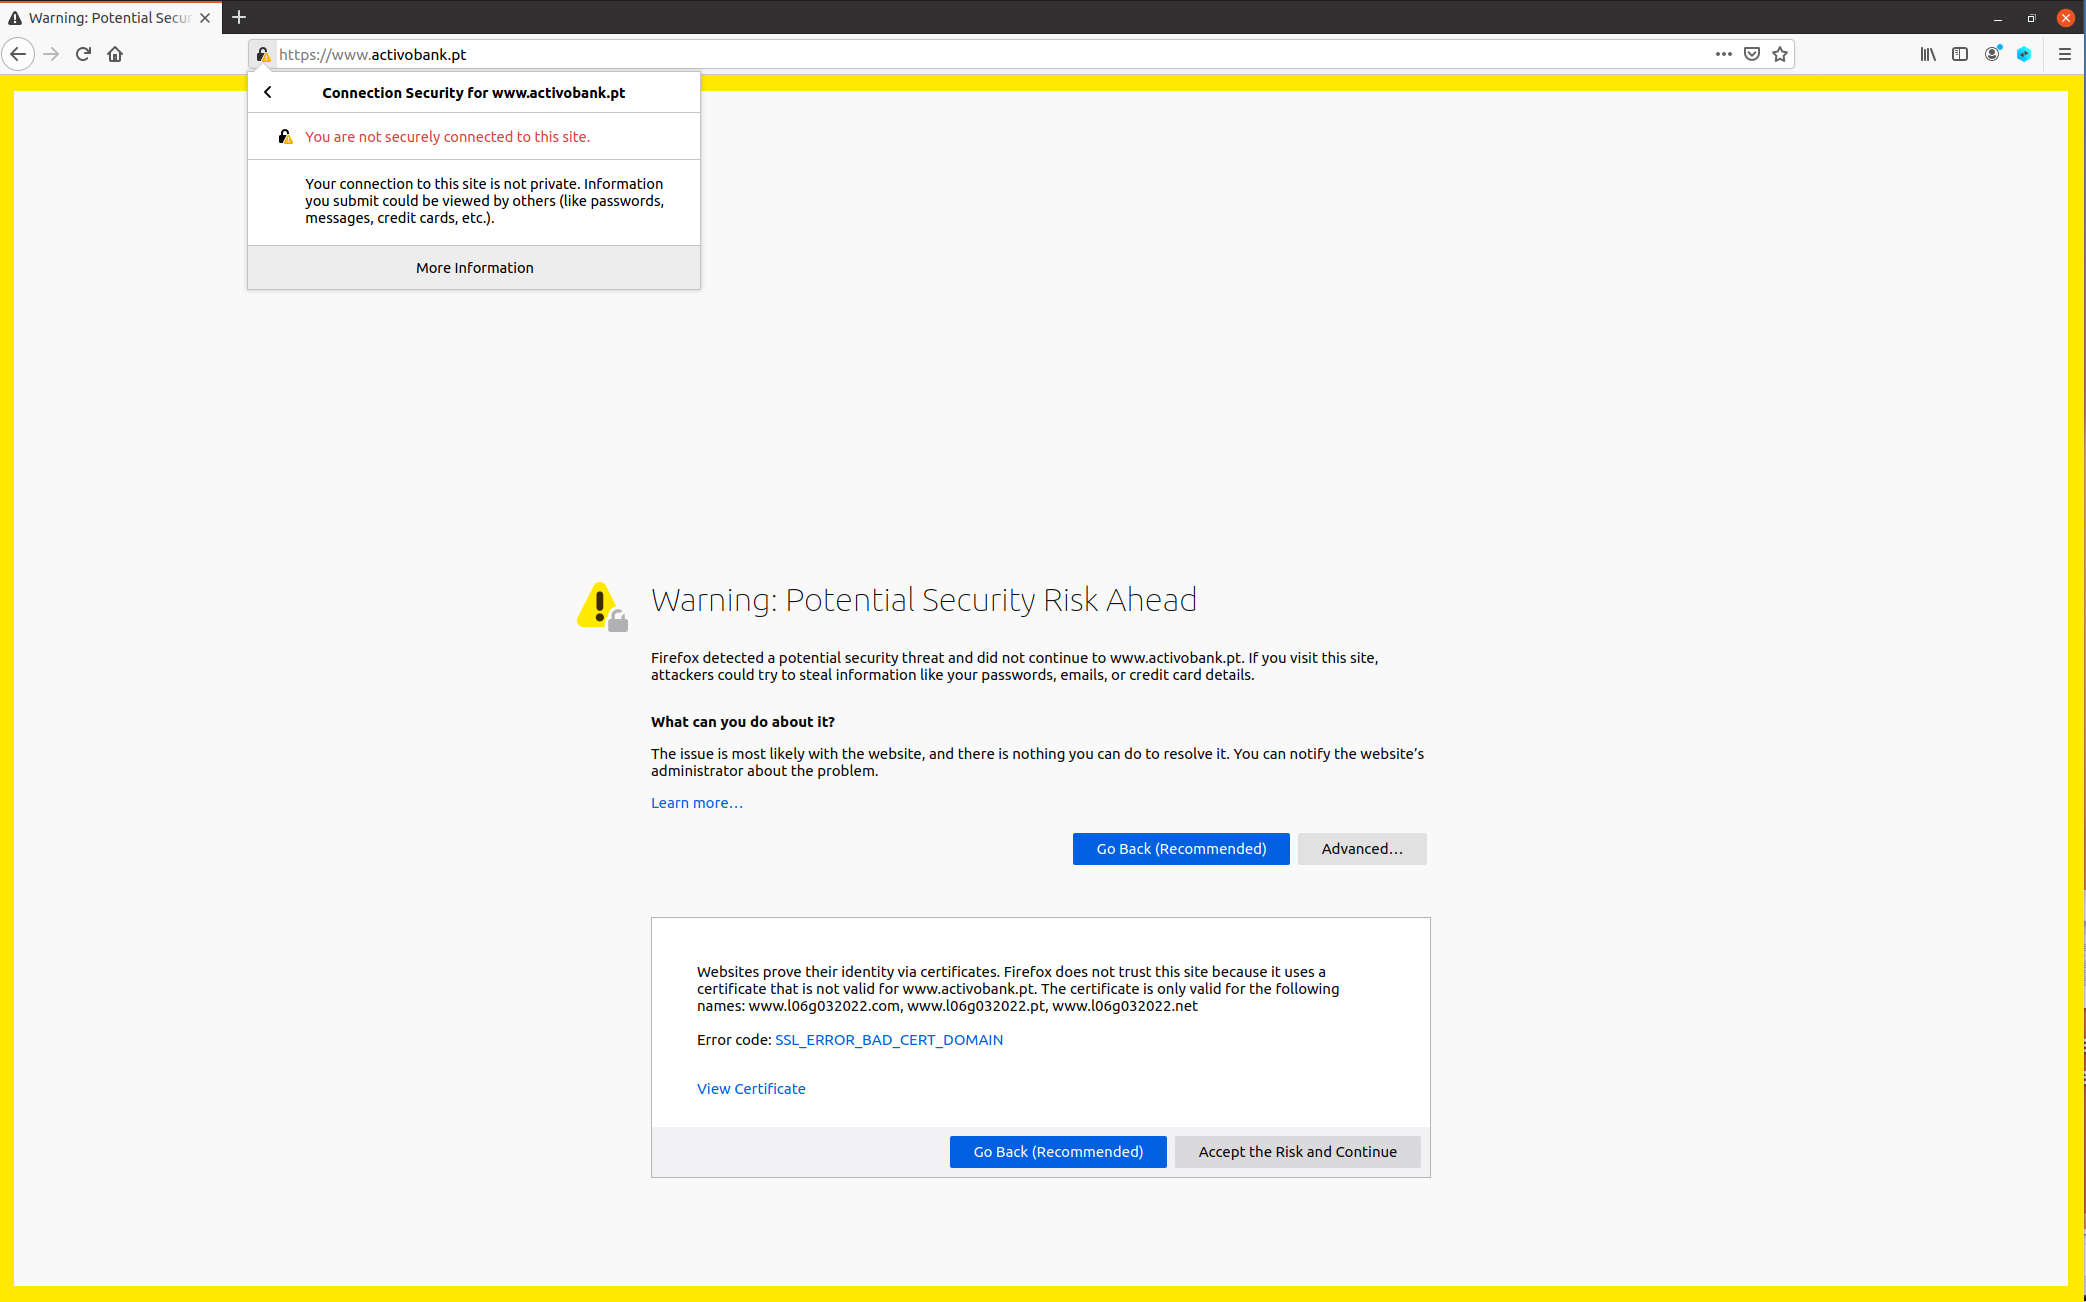 Warning: Potential Secur
https://www.activobank.pt
Connection Security for www.activobank.pt
You are not securely connected to this site.
Your connection to this site is not private. Information
you submit could be viewed by others (like passwords,
messages, credit cards, etc.).
More Information
Warning: Potential Security Risk Ahead
Firefox detected a potential security threat and did not continue to www.activobank.pt. If you visit this site,
attackers could try to steal information like your passwords, emails, or credit card details.
What can you do about it?
The issue is most likely with the website, and there is nothing you can do to resolve it. You can notify the website’s
administrator about the problem.
Learn more…
Go Back (Recommended) Advanced…
Websites prove their identity via certificates. Firefox does not trust this site because it uses a
certificate that is not valid for www.activobank.pt. The certificate is only valid for the following
names: www.l06g032022.com, www.l06g032022.pt, www.l06g032022.net
Error code: SSL_ERROR_BAD_CERT_DOMAIN
View Certificate
Go Back (Recommended) Accept the Risk and Continue